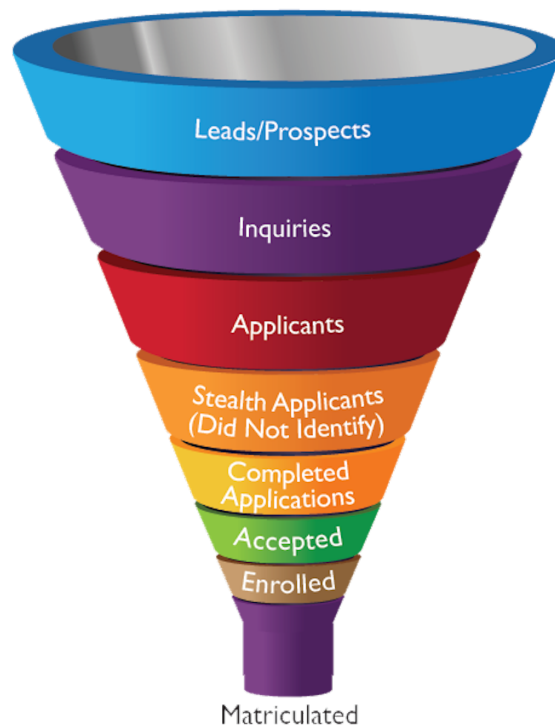 Leads/Prospects
Inquiries
Applicants
Stealth Applicants
(Did Not Identify)
Completed
Applications
Accepted
Enrolled
Matriculated